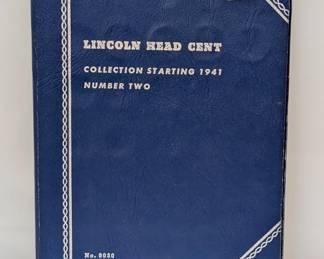 LINCOLN HEAD CENT
COLLECTION STARTING 1941
NUMBER TWO
No. 9030